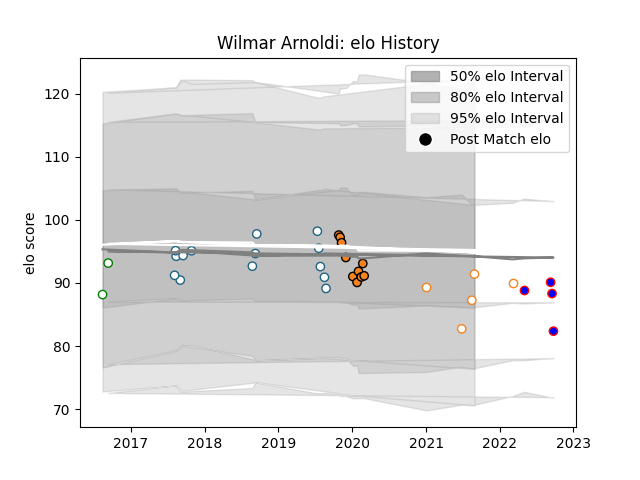 Wilmar Arnoldi: elo History
50% elo Interval
80% elo Interval
95% elo Interval
Post Match elo
elo score
120
110
100
90
80
70
2017
2018
2019
2020
2021
2022
2023